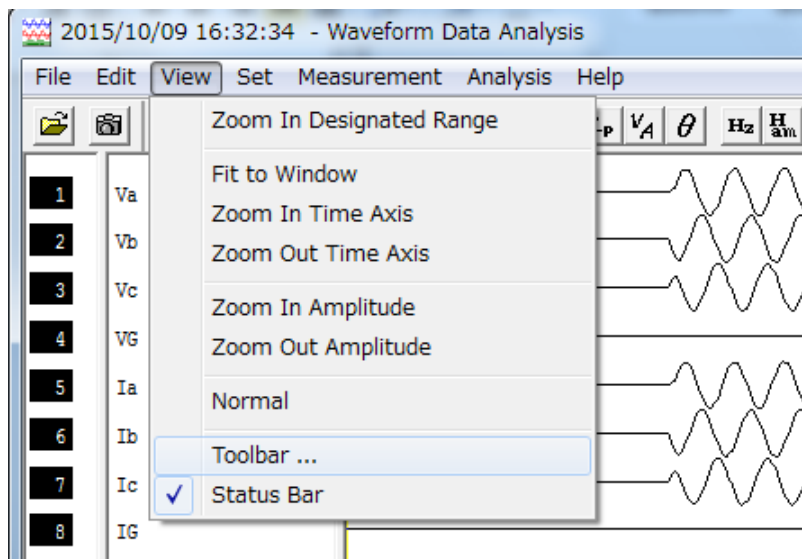 2015/10/09 16:32:34 - Waveform Data Analysis
File Edit View Set Measurement Analysis Help
Zoom In Designated Range
Fit to Window
Zoom In Time Axis
Zoom Out Time Axis
Zoom In Amplitude
Zoom Out Amplitude
Normal
Toolbar ...
Status Bar
-P VA θ Hz Ham
1 Va
2 Vb
3 Vc
4 VG
5 Ia
6 Ib
7 Ic
8 IG